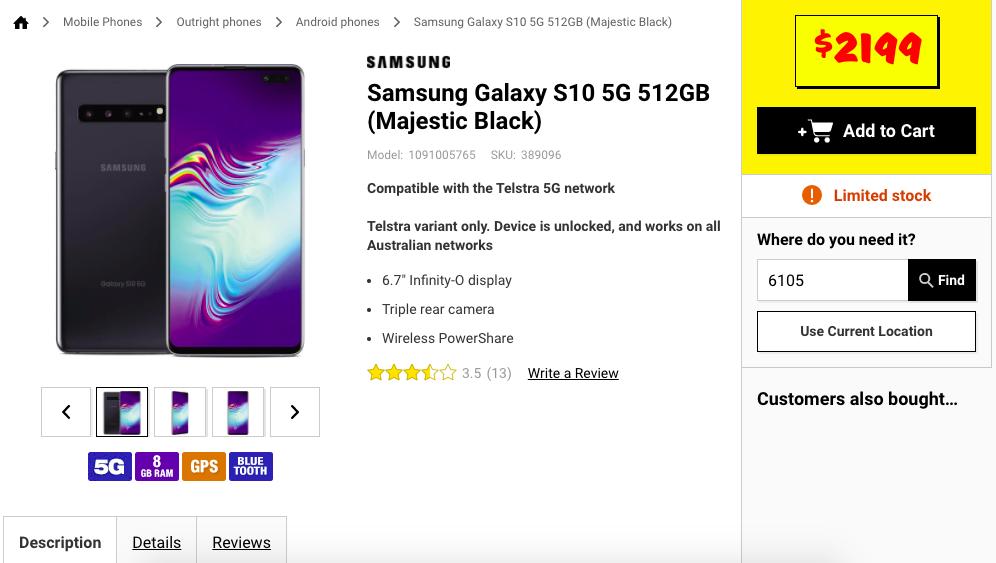 Mobile Phones
Outright phones
Android phones
Samsung Galaxy S10 5G 512GB (Majestic Black)
SAMSUNG
Galaxy S10 5G
SAMSUNG
Samsung Galaxy S10 5G 512GB
(Majestic Black)
Model: 1091005765 SKU: 389096
Compatible with the Telstra 5G network
Telstra variant only. Device is unlocked, and works on all
Australian networks
• 6.7" Infinity-O display
• Triple rear camera
• Wireless PowerShare
3.5 (13) Write a Review
5G
8
GB RAM
GPS
BLUE
TOOTH
Description
Details
Reviews
$2199
+ Add to Cart
! Limited stock
Where do you need it?
6105
Find
Use Current Location
Customers also bought...